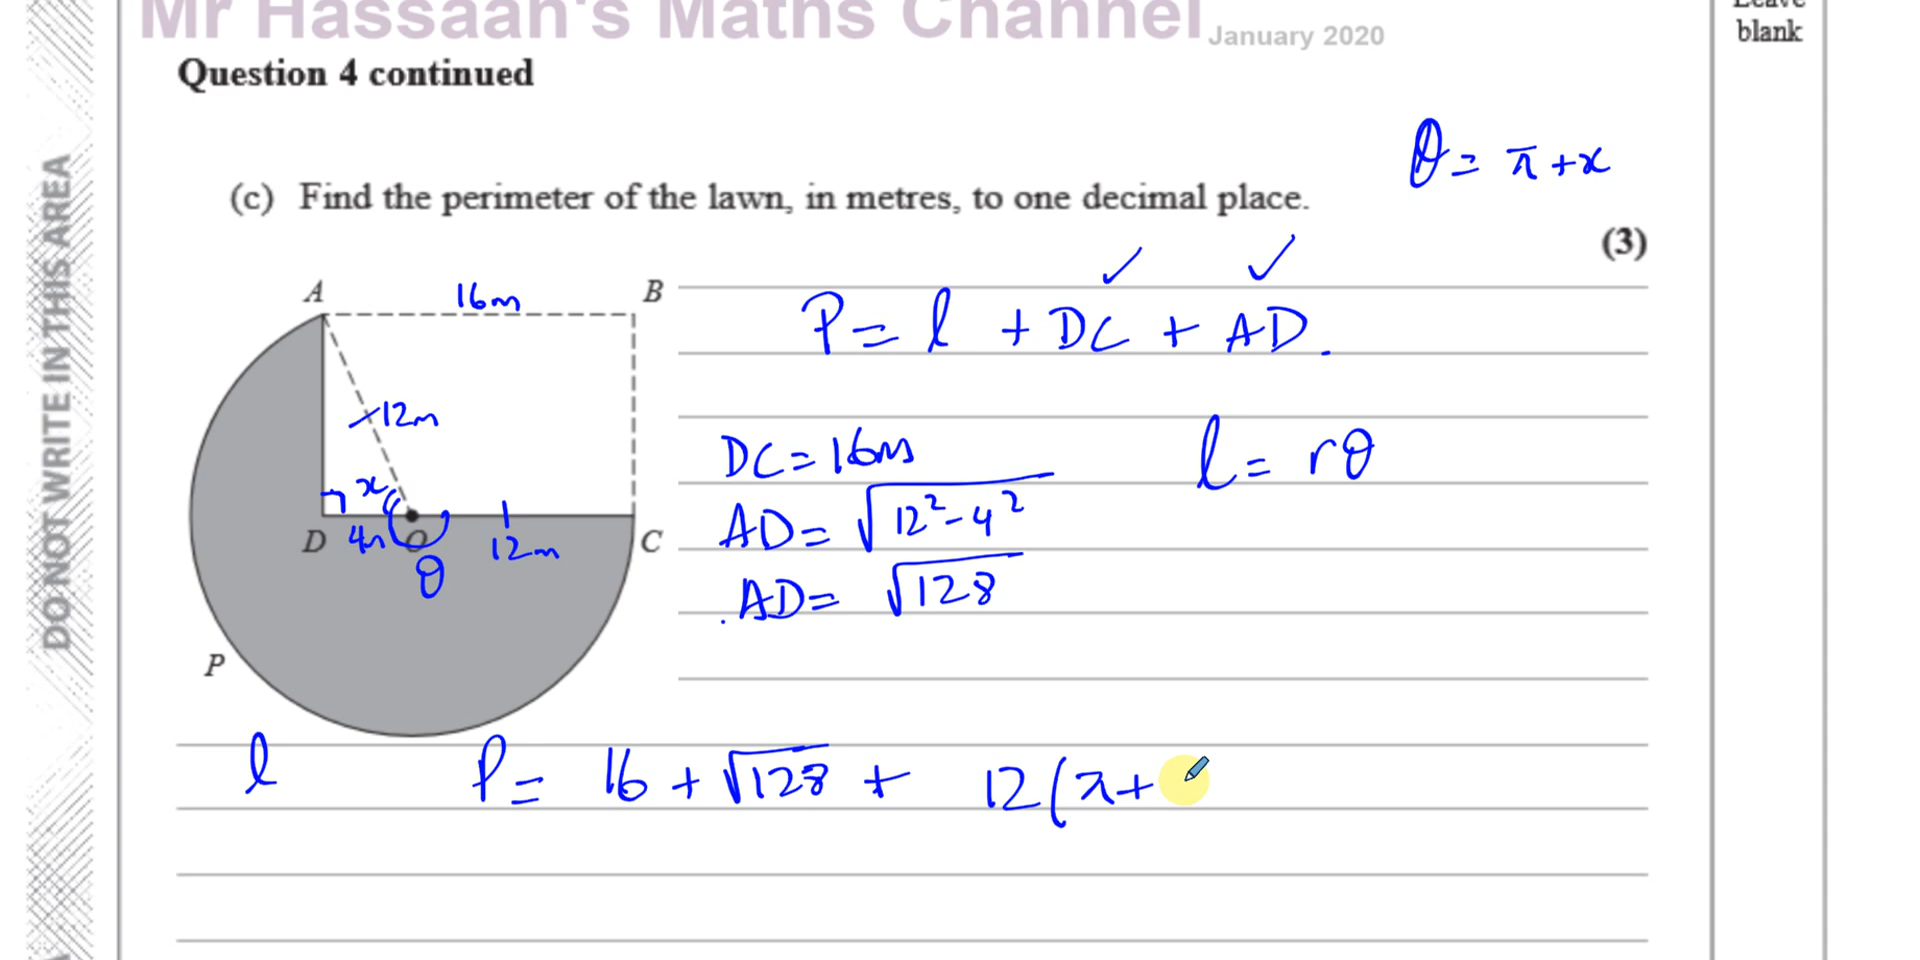 Mr Hassaan's Maths Channel
January 2020
Leave
blank
Question 4 continued
θ = π + x
(c) Find the perimeter of the lawn, in metres, to one decimal place.
(3)
DO NOT WRITE IN THIS AREA
A 16m B
P = l + DC + AD.
12m
DC = 16m
l = rθ
x
AD = √12² - 4²
D 4m O 12m C
θ
AD = √128
P
l
P = 16 + √128 + 12(π +